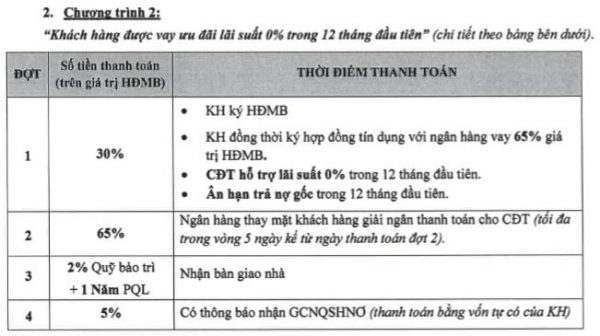 2. Chương trình 2:
“Khách hàng được vay ưu đãi lãi suất 0% trong 12 tháng đầu tiên” (chi tiết theo bảng bên dưới).
ĐỢT
Số tiền thanh toán
(trên giá trị HĐMB)
THỜI ĐIỂM THANH TOÁN
1
30%
• KH ký HĐMB
• KH đồng thời ký hợp đồng tín dụng với ngân hàng vay 65% giá
trị HĐMB.
• CĐT hỗ trợ lãi suất 0% trong 12 tháng đầu tiên.
• Ân hạn trả nợ gốc trong 12 tháng đầu tiên.
2
65%
Ngân hàng thay mặt khách hàng giải ngân thanh toán cho CĐT (tối đa
trong vòng 5 ngày kể từ ngày thanh toán đợt 2).
3
2% Quỹ bảo trì
+ 1 Năm PQL
Nhận bàn giao nhà
4
5%
Có thông báo nhận GCNQSHNƠ (thanh toán bằng vốn tự có của KH)